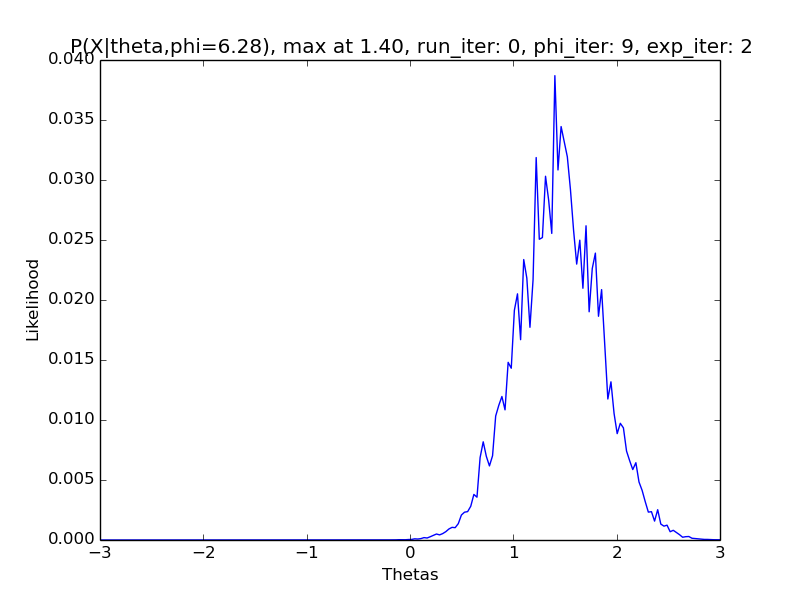 P(X|theta,phi=6.28), max at 1.40, run_iter: 0, phi_iter: 9, exp_iter: 2
0.040
0.035
0.030
0.025
0.020
0.015
0.010
0.005
0.000
Likelihood
−3 −2 −1 0 1 2 3
Thetas